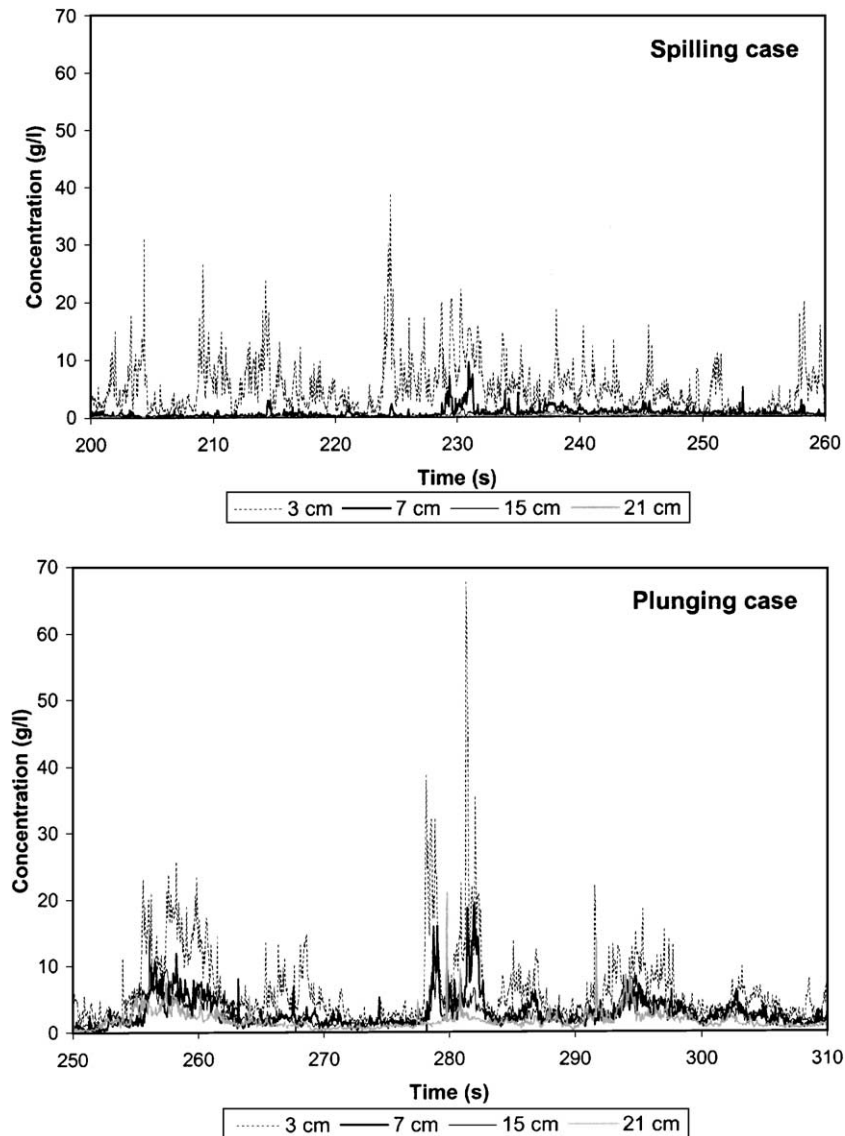 Spilling case
Concentration (g/l)
70
60
50
40
30
20
10
0
200 210 220 230 240 250 260
Time (s)
3 cm 7 cm 15 cm 21 cm
Plunging case
Concentration (g/l)
70
60
50
40
30
20
10
0
250 260 270 280 290 300 310
Time (s)
3 cm 7 cm 15 cm 21 cm